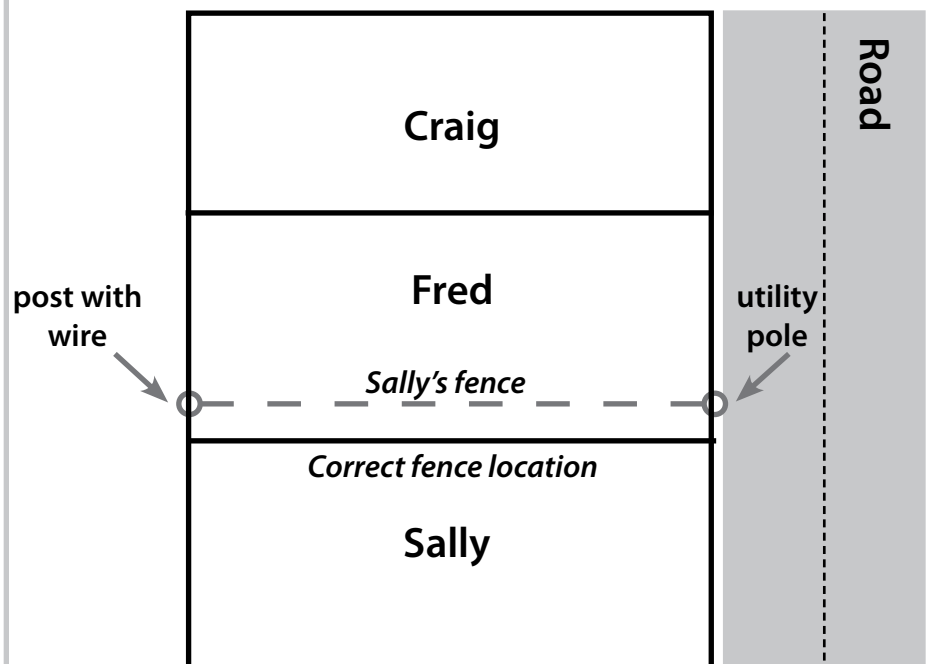 Road
Craig
Fred
post with
wire
utility
pole
Sally’s fence
Correct fence location
Sally